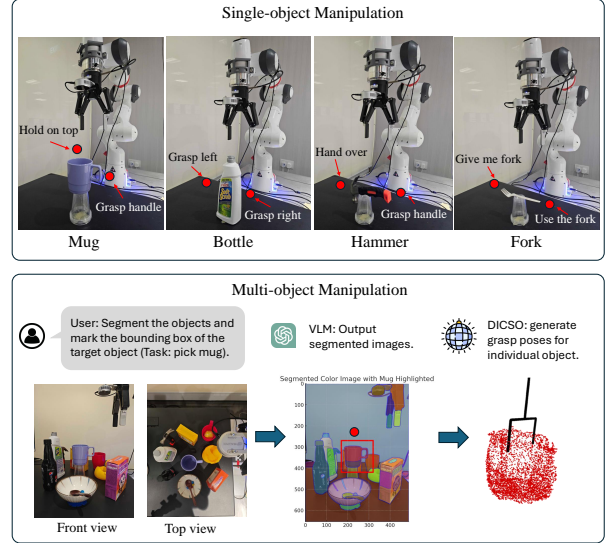 Single-object Manipulation
Hold on top
Grasp handle
Mug
Grasp left
Grasp right
Bottle
Hand over
Grasp handle
Hammer
Give me fork
Use the fork
Fork
Multi-object Manipulation
User: Segment the objects and
mark the bounding box of the
target object (Task: pick mug).
VLM: Output
segmented images.
DICSO: generate
grasp poses for
individual object.
Front view
Top view
Segmented Color Image with Mug Highlighted
0
100
200
300
400
500
600
0 100 200 300 400